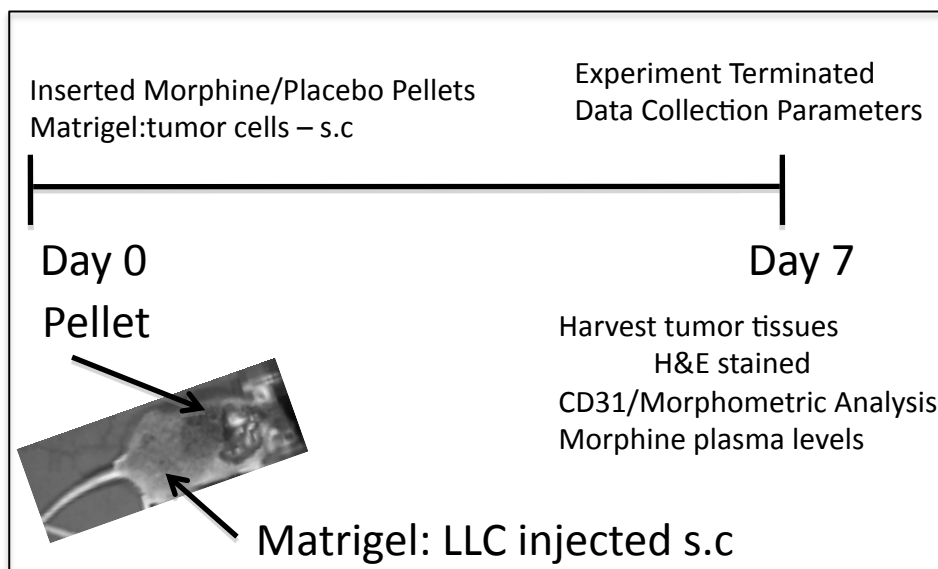 Inserted Morphine/Placebo Pellets
Matrigel:tumor cells – s.c
Experiment Terminated
Data Collection Parameters
Day 0
Day 7
Pellet
Harvest tumor tissues
H&E stained
CD31/Morphometric Analysis
Morphine plasma levels
Matrigel: LLC injected s.c